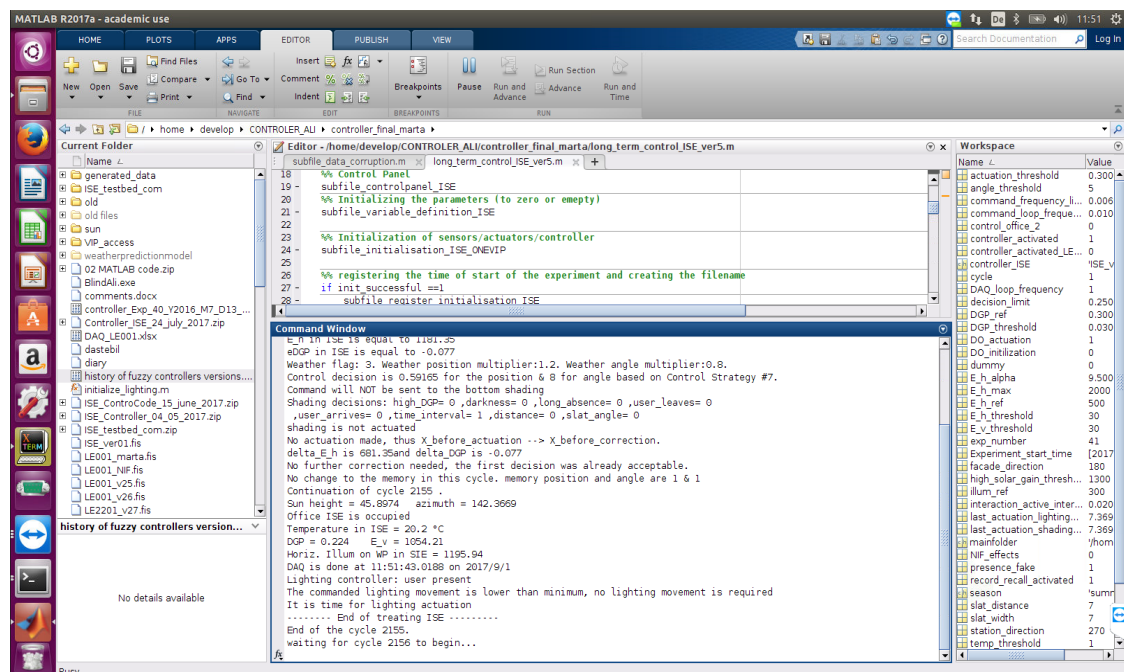 MATLAB R2017a - academic use
De
11:51
HOME
PLOTS
APPS
EDITOR
PUBLISH
VIEW
Search Documentation
Log In
New
Open
Save
Find Files
Compare
Print
Go To
Find
Insert
fx
Comment
Indent
Breakpoints
Pause
Run and Advance
Run Section
Advance
Run and Time
FILE
NAVIGATE
EDIT
BREAKPOINTS
RUN
/ home develop CONTROLER_ALI controller_final_marta
Current Folder
Name
generated_data
ISE_testbed_com
old
old files
sun
VIP_access
weatherpredictionmodel
02 MATLAB code.zip
BlindAli.exe
comments.docx
controller_Exp_40_Y2016_M7_D13_...
Controller_ISE_24_july_2017.zip
DAQ_LE001.xlsx
dastebil
diary
history of fuzzy controllers versions....
initialize_lighting.m
ISE_ControCode_15_june_2017.zip
ISE_Controller_04_05_2017.zip
ISE_testbed_com.zip
ISE_ver01.fis
LE001_marta.fis
LE001_NIF.fis
LE001_v25.fis
LE001_v26.fis
LE2201_v27.fis
history of fuzzy controllers version...
No details available
Editor - /home/develop/CONTROLER_ALI/controller_final_marta/long_term_control_ISE_ver5.m
subfile_data_corruption.m
long_term_control_ISE_ver5.m
18 %% Control Panel
19 - subfile_controlpanel_ISE
20 %% Initializing the parameters (to zero or emepty)
21 - subfile_variable_definition_ISE
22
23 %% Initialization of sensors/actuators/controller
24 - subfile_initialisation_ISE_ONEVIP
25
26 %% registering the time of start of the experiment and creating the filename
27 - if init_successful ==1
28 - subfile_register_initialisation_ISE
Command Window
E_h in ISE is equal to 1181.35
eDGP in ISE is equal to -0.077
Weather flag: 3. Weather position multiplier:1.2. Weather angle multiplier:0.8.
Control decision is 0.59165 for the position & 8 for angle based on Control Strategy #7.
Command will NOT be sent to the bottom shading
Shading decisions: high_DGP= 0 ,darkness= 0 ,long_absence= 0 ,user_leaves= 0
,user_arrives= 0 ,time_interval= 1 ,distance= 0 ,slat_angle= 0
shading is not actuated
No actuation made, thus X_before_actuation --> X_before_correction.
delta_E_h is 681.35and delta_DGP is -0.077
No further correction needed, the first decision was already acceptable.
No change to the memory in this cycle. memory position and angle are 1 & 1
Continuation of cycle 2155 .
Sun height = 45.8974 azimuth = 142.3669
Office ISE is occupied
Temperature in ISE = 20.2 °C
DGP = 0.224 E_v = 1054.21
Horiz. Illum on WP in SIE = 1195.94
DAQ is done at 11:51:43.0188 on 2017/9/1
Lighting controller: user present
The commanded lighting movement is lower than minimum, no lighting movement is required
It is time for lighting actuation
-------- End of treating ISE ---------
End of the cycle 2155.
waiting for cycle 2156 to begin...
fx
Workspace
Name Value
actuation_threshold 0.300
angle_threshold 5
command_frequency_li... 0.006
command_loop_freque... 0.010
control_office_2 0
controller_activated 1
controller_activated_LE... 0
controller_ISE 'ISE_v
cycle 1
DAQ_loop_frequency 1
decision_limit 0.250
DGP_ref 0.300
DGP_threshold 0.030
DO_actuation 1
DO_initilization 0
dummy 0
E_h_alpha 9.500
E_h_max 2000
E_h_ref 500
E_h_threshold 30
E_v_threshold 30
exp_number 41
Experiment_start_time [2017
facade_direction 180
high_solar_gain_thresh... 1300
illum_ref 300
interaction_active_inter... 0.020
last_actuation_lighting... 7.369
last_actuation_shading... 7.369
mainfolder '/hom
NIF_effects 0
presence_fake 1
record_recall_activated 1
season 'summ
slat_distance 7
slat_width 7
station_direction 270
temp_threshold 1
Busy